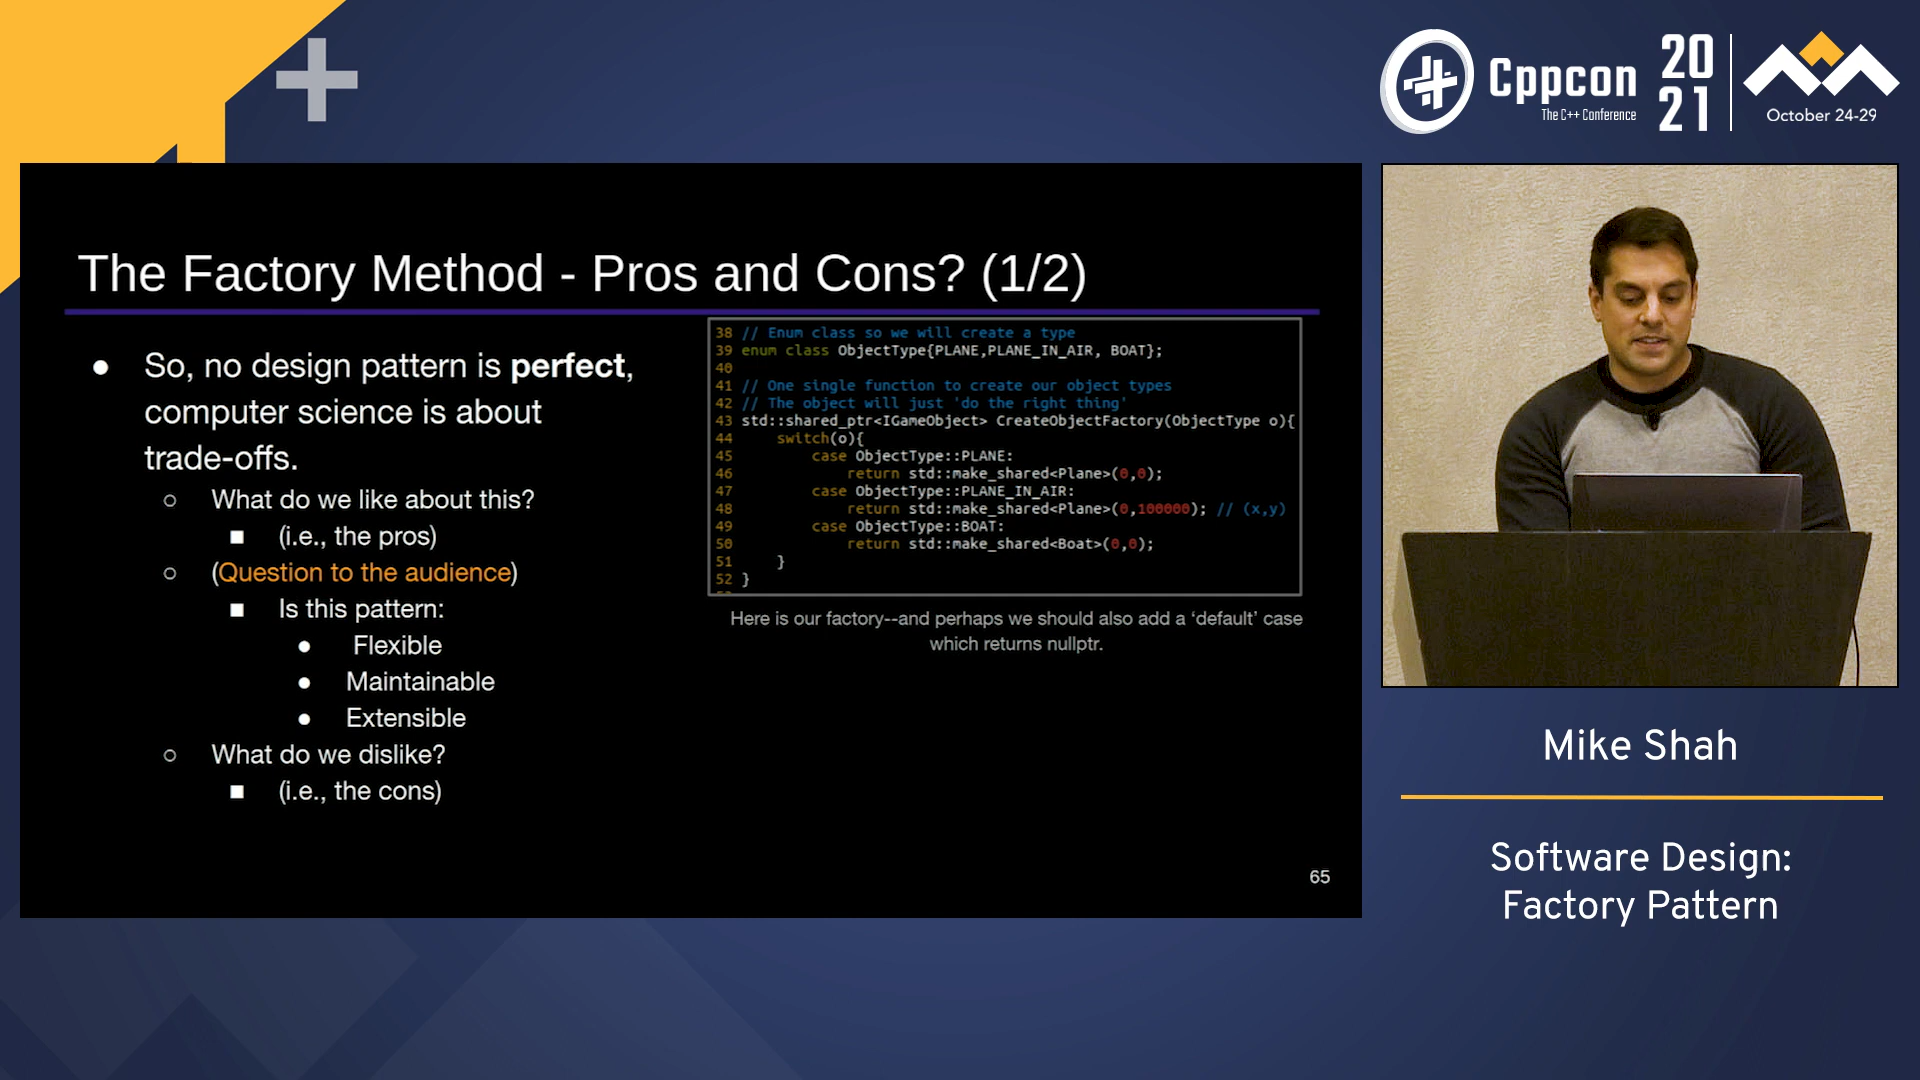 Cppcon
The C++ Conference
20
21
October 24-29
The Factory Method - Pros and Cons? (1/2)
● So, no design pattern is perfect,
computer science is about
trade-offs.
○ What do we like about this?
■ (i.e., the pros)
○ (Question to the audience)
■ Is this pattern:
● Flexible
● Maintainable
● Extensible
○ What do we dislike?
■ (i.e., the cons)
38 // Enum class so we will create a type
39 enum class ObjectType{PLANE,PLANE_IN_AIR, BOAT};
40
41 // One single function to create our object types
42 // The object will just 'do the right thing'
43 std::shared_ptr<IGameObject> CreateObjectFactory(ObjectType o){
44     switch(o){
45         case ObjectType::PLANE:
46             return std::make_shared<Plane>(0,0);
47         case ObjectType::PLANE_IN_AIR:
48             return std::make_shared<Plane>(0,100000); // (x,y)
49         case ObjectType::BOAT:
50             return std::make_shared<Boat>(0,0);
51     }
52 }
Here is our factory--and perhaps we should also add a ‘default’ case
which returns nullptr.
65
Mike Shah
Software Design:
Factory Pattern